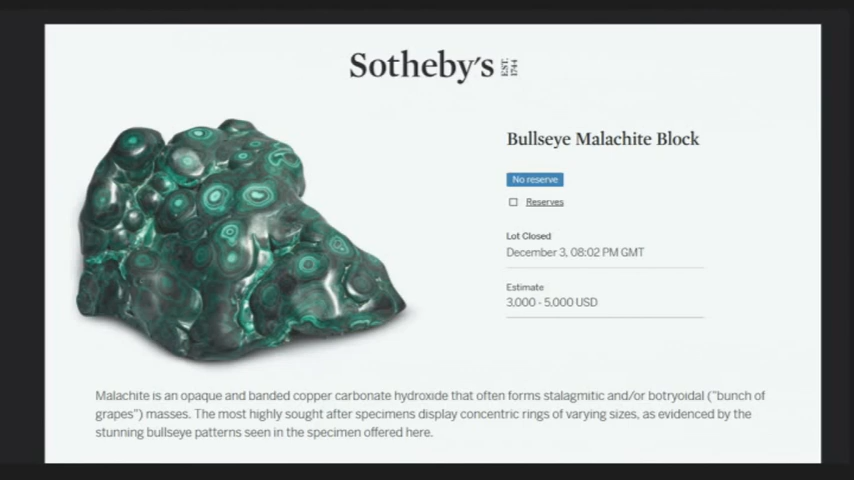 Sotheby's EST. 1744
Bullseye Malachite Block
No reserve
Reserves
Lot Closed
December 3, 08:02 PM GMT
Estimate
3,000 - 5,000 USD
Malachite is an opaque and banded copper carbonate hydroxide that often forms stalagmitic and/or botryoidal ("bunch of
grapes") masses. The most highly sought after specimens display concentric rings of varying sizes, as evidenced by the
stunning bullseye patterns seen in the specimen offered here.